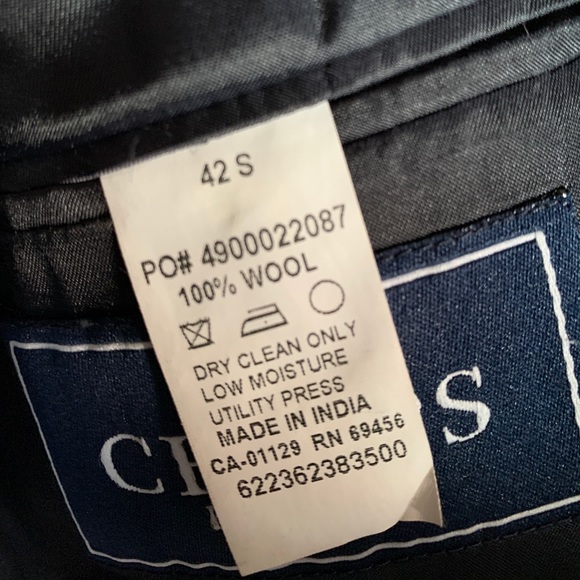 42 S
PO# 4900022087
100% WOOL
DRY CLEAN ONLY
LOW MOISTURE
UTILITY PRESS
MADE IN INDIA
CA-01129 RN 69456
622362383500